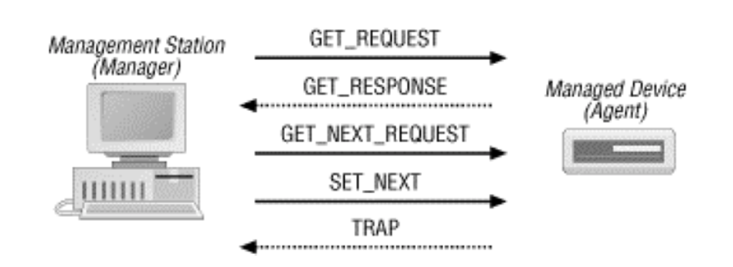 Management Station
(Manager)
GET_REQUEST
GET_RESPONSE
GET_NEXT_REQUEST
SET_NEXT
TRAP
Managed Device
(Agent)